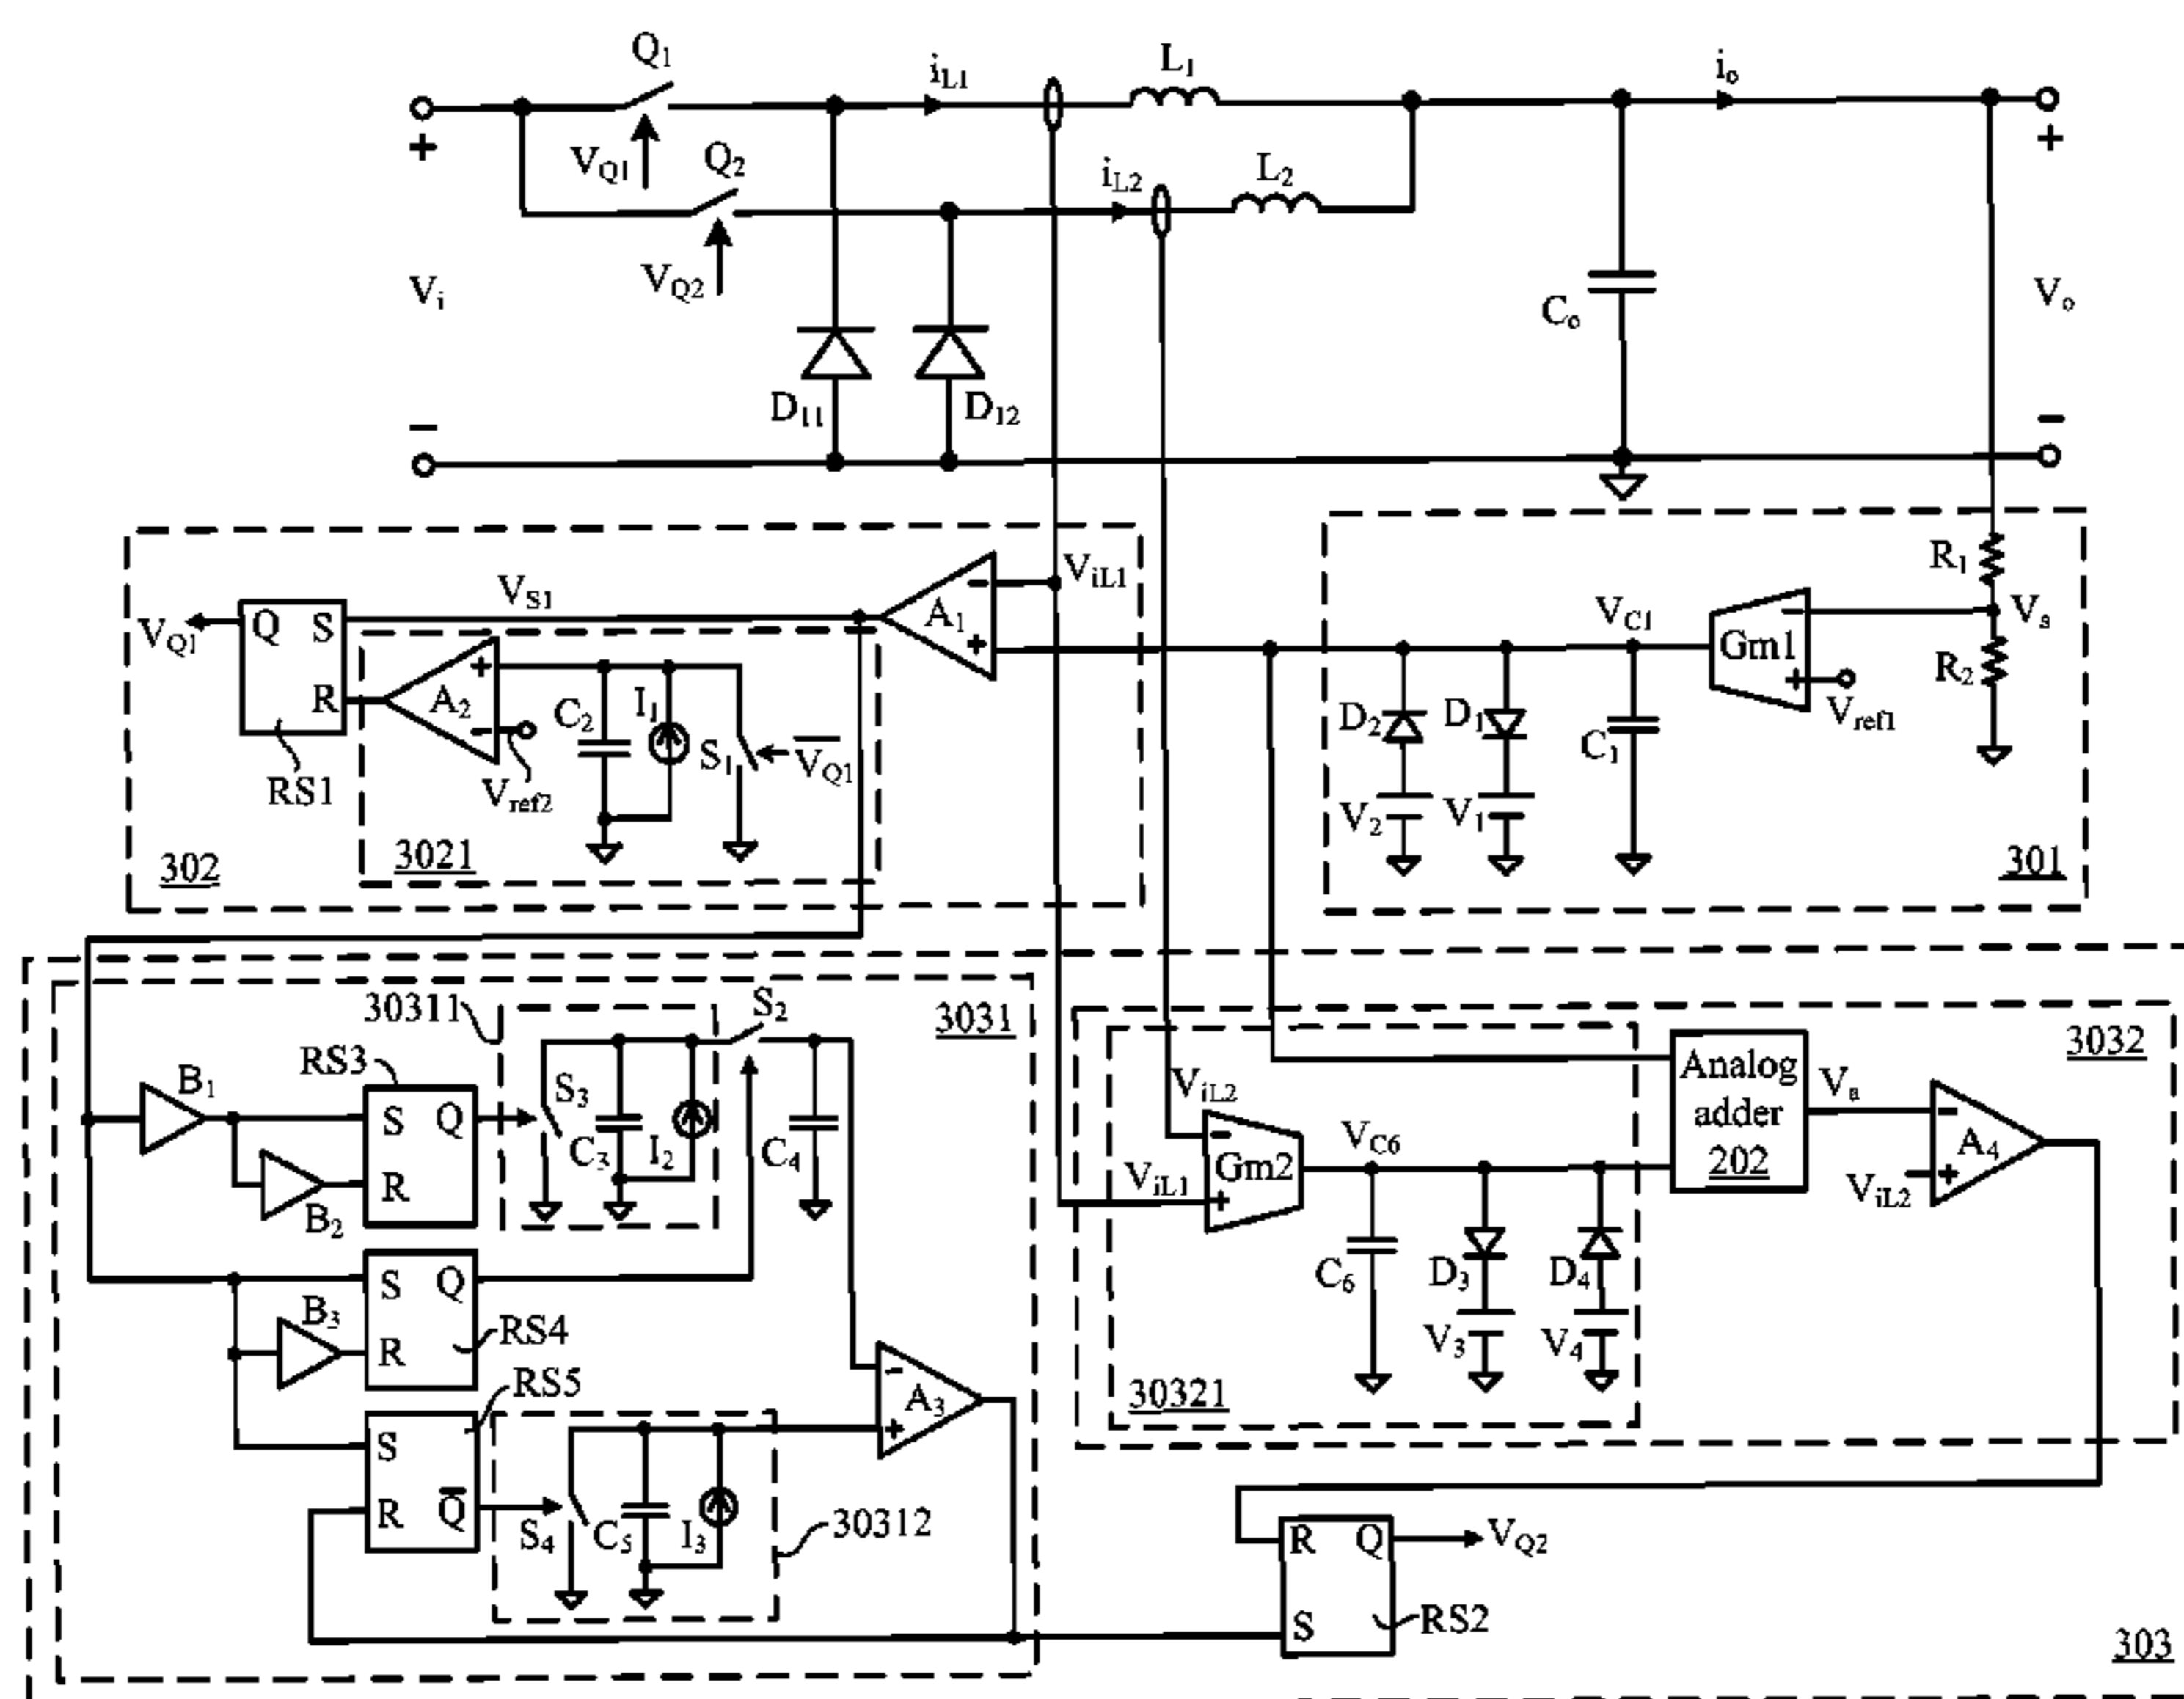 Q1
iL1
L1
io
+
VQ1
Q2
iL2
L2
+
Vi
VQ2
Co
Vo
D11
D12
−
−
R1
VS1
ViL1
A1
−
+
VC1
Gm1
−
+
Vs
R2
Vref1
VQ1
Q
S
R
RS1
A2
+
−
Vref2
C2
I1
S1
V̅Q1
D2
D1
C1
V2
V1
302
3021
301
30311
S2
3031
3032
RS3
B1
S
Q
R
B2
S3
C3
I2
C4
ViL2
Gm2
−
+
ViL1
VC6
Analog
adder
202
Va
A4
−
+
ViL2
B3
S
Q
R
RS4
C6
D3
D4
V3
V4
30321
RS5
S
R
Q̅
S4
C5
I3
A3
−
+
30312
R
Q
VQ2
S
RS2
303